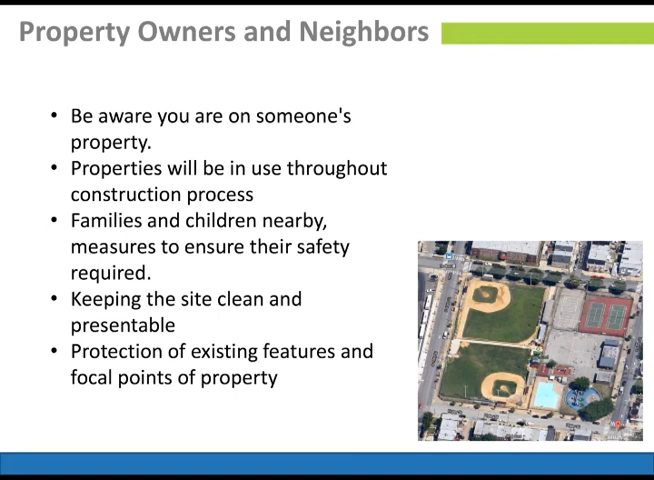 Property Owners and Neighbors
• Be aware you are on someone's
property.
• Properties will be in use throughout
construction process
• Families and children nearby,
measures to ensure their safety
required.
• Keeping the site clean and
presentable
• Protection of existing features and
focal points of property